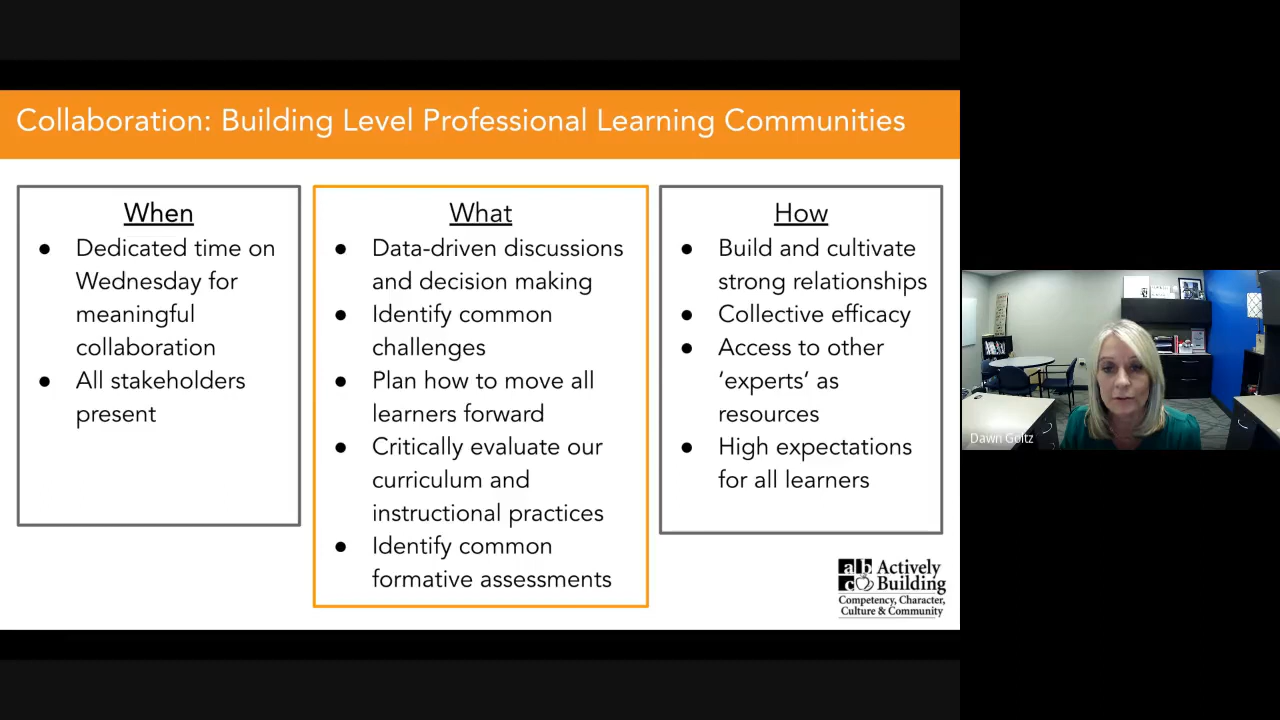 Collaboration: Building Level Professional Learning Communities
When
● Dedicated time on
Wednesday for
meaningful
collaboration
● All stakeholders
present
What
● Data-driven discussions
and decision making
● Identify common
challenges
● Plan how to move all
learners forward
● Critically evaluate our
curriculum and
instructional practices
● Identify common
formative assessments
How
● Build and cultivate
strong relationships
● Collective efficacy
● Access to other
‘experts’ as
resources
● High expectations
for all learners
a b c Actively
Building
Competency, Character,
Culture & Community
Dawn Goltz